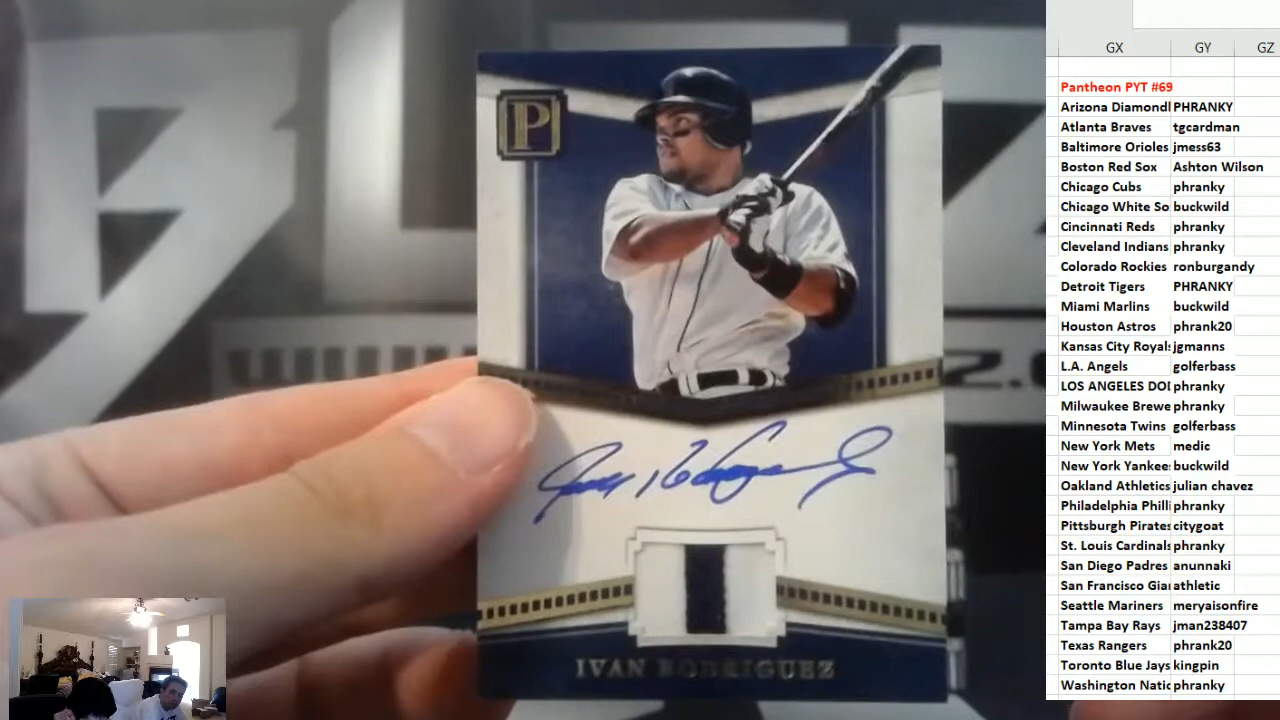 P
IVAN RODRIGUEZ
GX GY GZ
Pantheon PYT #69
Arizona Diamondl PHRANKY
Atlanta Braves tgcardman
Baltimore Orioles jmess63
Boston Red Sox Ashton Wilson
Chicago Cubs phranky
Chicago White So buckwild
Cincinnati Reds phranky
Cleveland Indians phranky
Colorado Rockies ronburgandy
Detroit Tigers PHRANKY
Miami Marlins buckwild
Houston Astros phrank20
Kansas City Royals jgmanns
L.A. Angels golferbass
LOS ANGELES DOI phranky
Milwaukee Brewe phranky
Minnesota Twins golferbass
New York Mets medic
New York Yankee buckwild
Oakland Athletics julian chavez
Philadelphia Philli phranky
Pittsburgh Pirates citygoat
St. Louis Cardinals phranky
San Diego Padres anunnaki
San Francisco Gia athletic
Seattle Mariners meryaisonfire
Tampa Bay Rays jman238407
Texas Rangers phrank20
Toronto Blue Jays kingpin
Washington Natic phranky